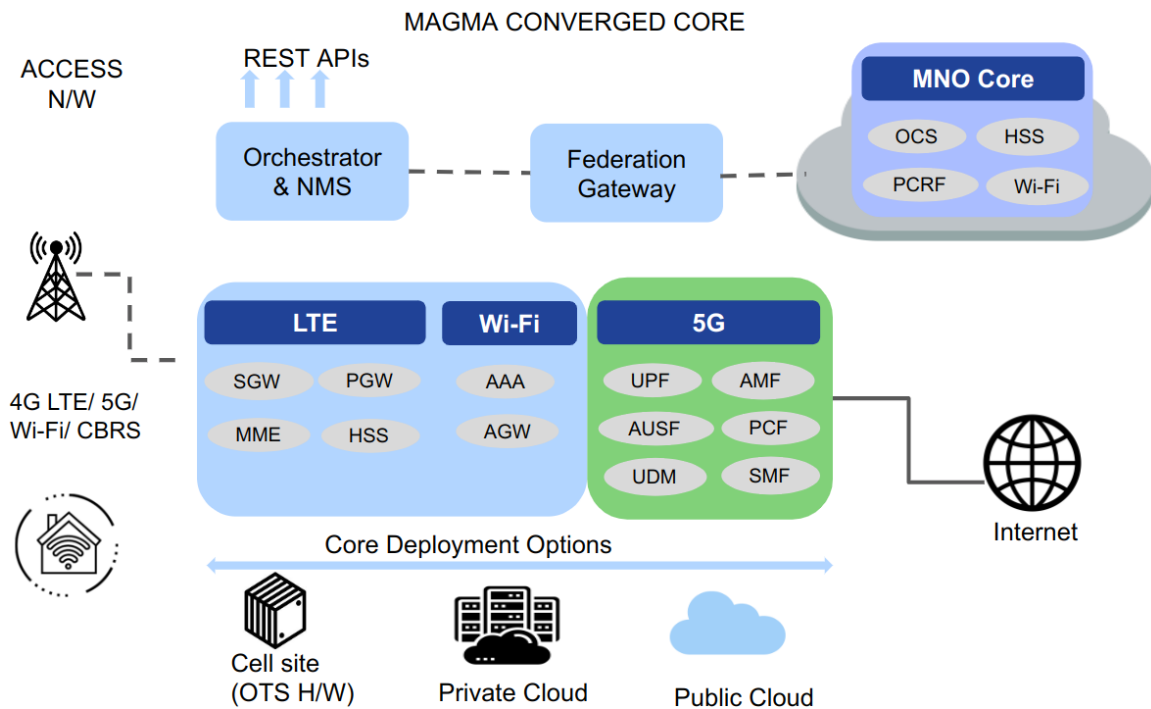 MAGMA CONVERGED CORE
ACCESS
N/W
REST APIs
Orchestrator
& NMS
Federation
Gateway
MNO Core
OCS
HSS
PCRF
Wi-Fi
LTE
SGW
PGW
MME
HSS
Wi-Fi
AAA
AGW
5G
UPF
AMF
AUSF
PCF
UDM
SMF
4G LTE/ 5G/
Wi-Fi/ CBRS
Internet
Core Deployment Options
Cell site
(OTS H/W)
Private Cloud
Public Cloud